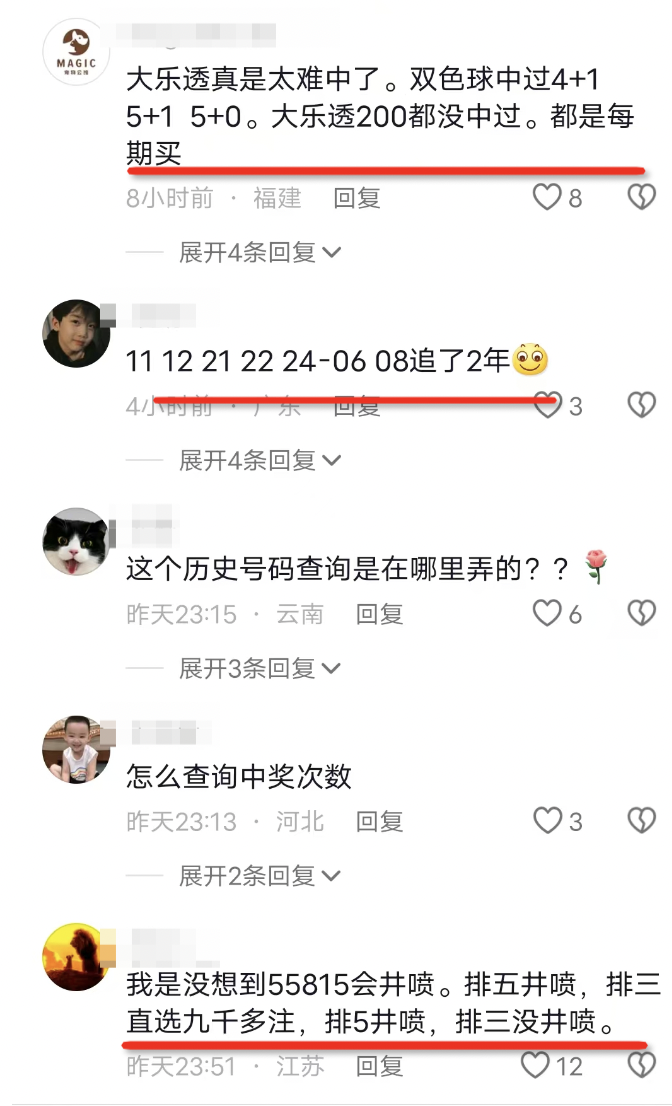 MAGIC
大乐透真是太难中了。双色球中过4+1
5+1 5+0。大乐透200都没中过。都是每
期买
8小时前 · 福建 回复 8
展开4条回复
11 12 21 22 24-06 08追了2年
4小时前 · 广东 回复 3
展开4条回复
这个历史号码查询是在哪里弄的？？
昨天23:15 · 云南 回复 6
展开3条回复
怎么查询中奖次数
昨天23:13 · 河北 回复 3
展开2条回复
我是没想到55815会井喷。排五井喷，排三
直选九千多注，排5井喷，排三没井喷。
昨天23:51 · 江苏 回复 12